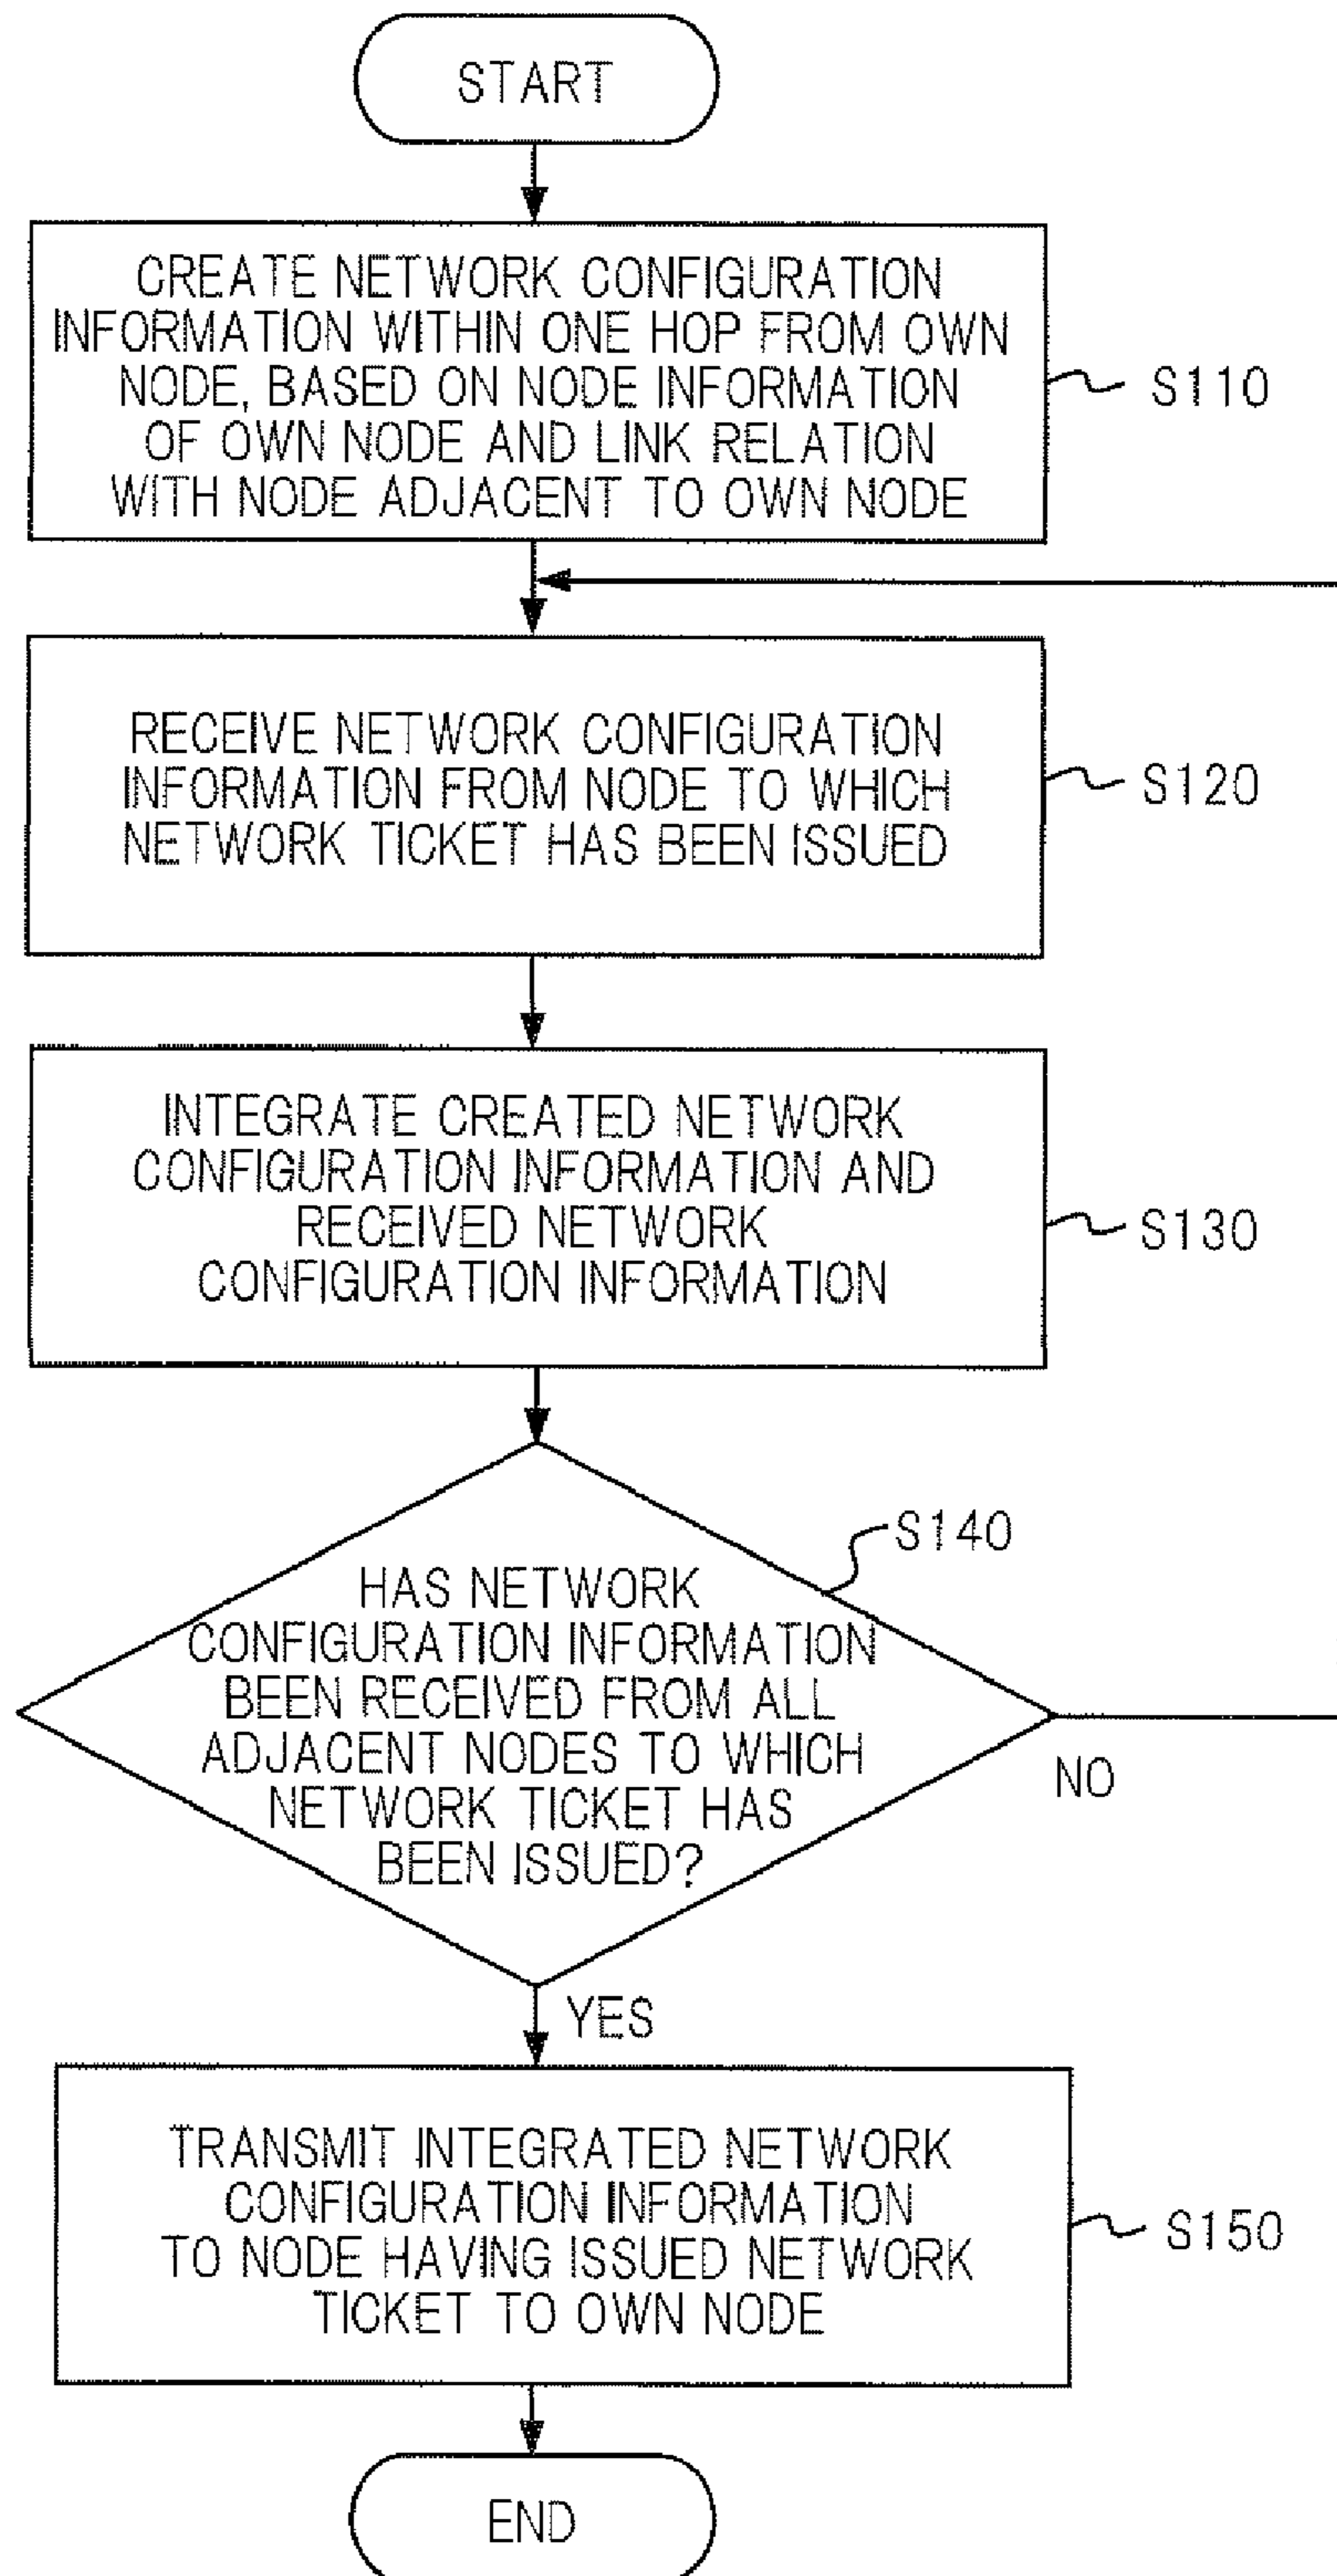 START
CREATE NETWORK CONFIGURATION
INFORMATION WITHIN ONE HOP FROM OWN
NODE, BASED ON NODE INFORMATION
OF OWN NODE AND LINK RELATION
WITH NODE ADJACENT TO OWN NODE
S110
RECEIVE NETWORK CONFIGURATION
INFORMATION FROM NODE TO WHICH
NETWORK TICKET HAS BEEN ISSUED
S120
INTEGRATE CREATED NETWORK
CONFIGURATION INFORMATION AND
RECEIVED NETWORK
CONFIGURATION INFORMATION
S130
S140
HAS NETWORK
CONFIGURATION INFORMATION
BEEN RECEIVED FROM ALL
ADJACENT NODES TO WHICH
NETWORK TICKET HAS
BEEN ISSUED?
NO
YES
TRANSMIT INTEGRATED NETWORK
CONFIGURATION INFORMATION
TO NODE HAVING ISSUED NETWORK
TICKET TO OWN NODE
S150
END